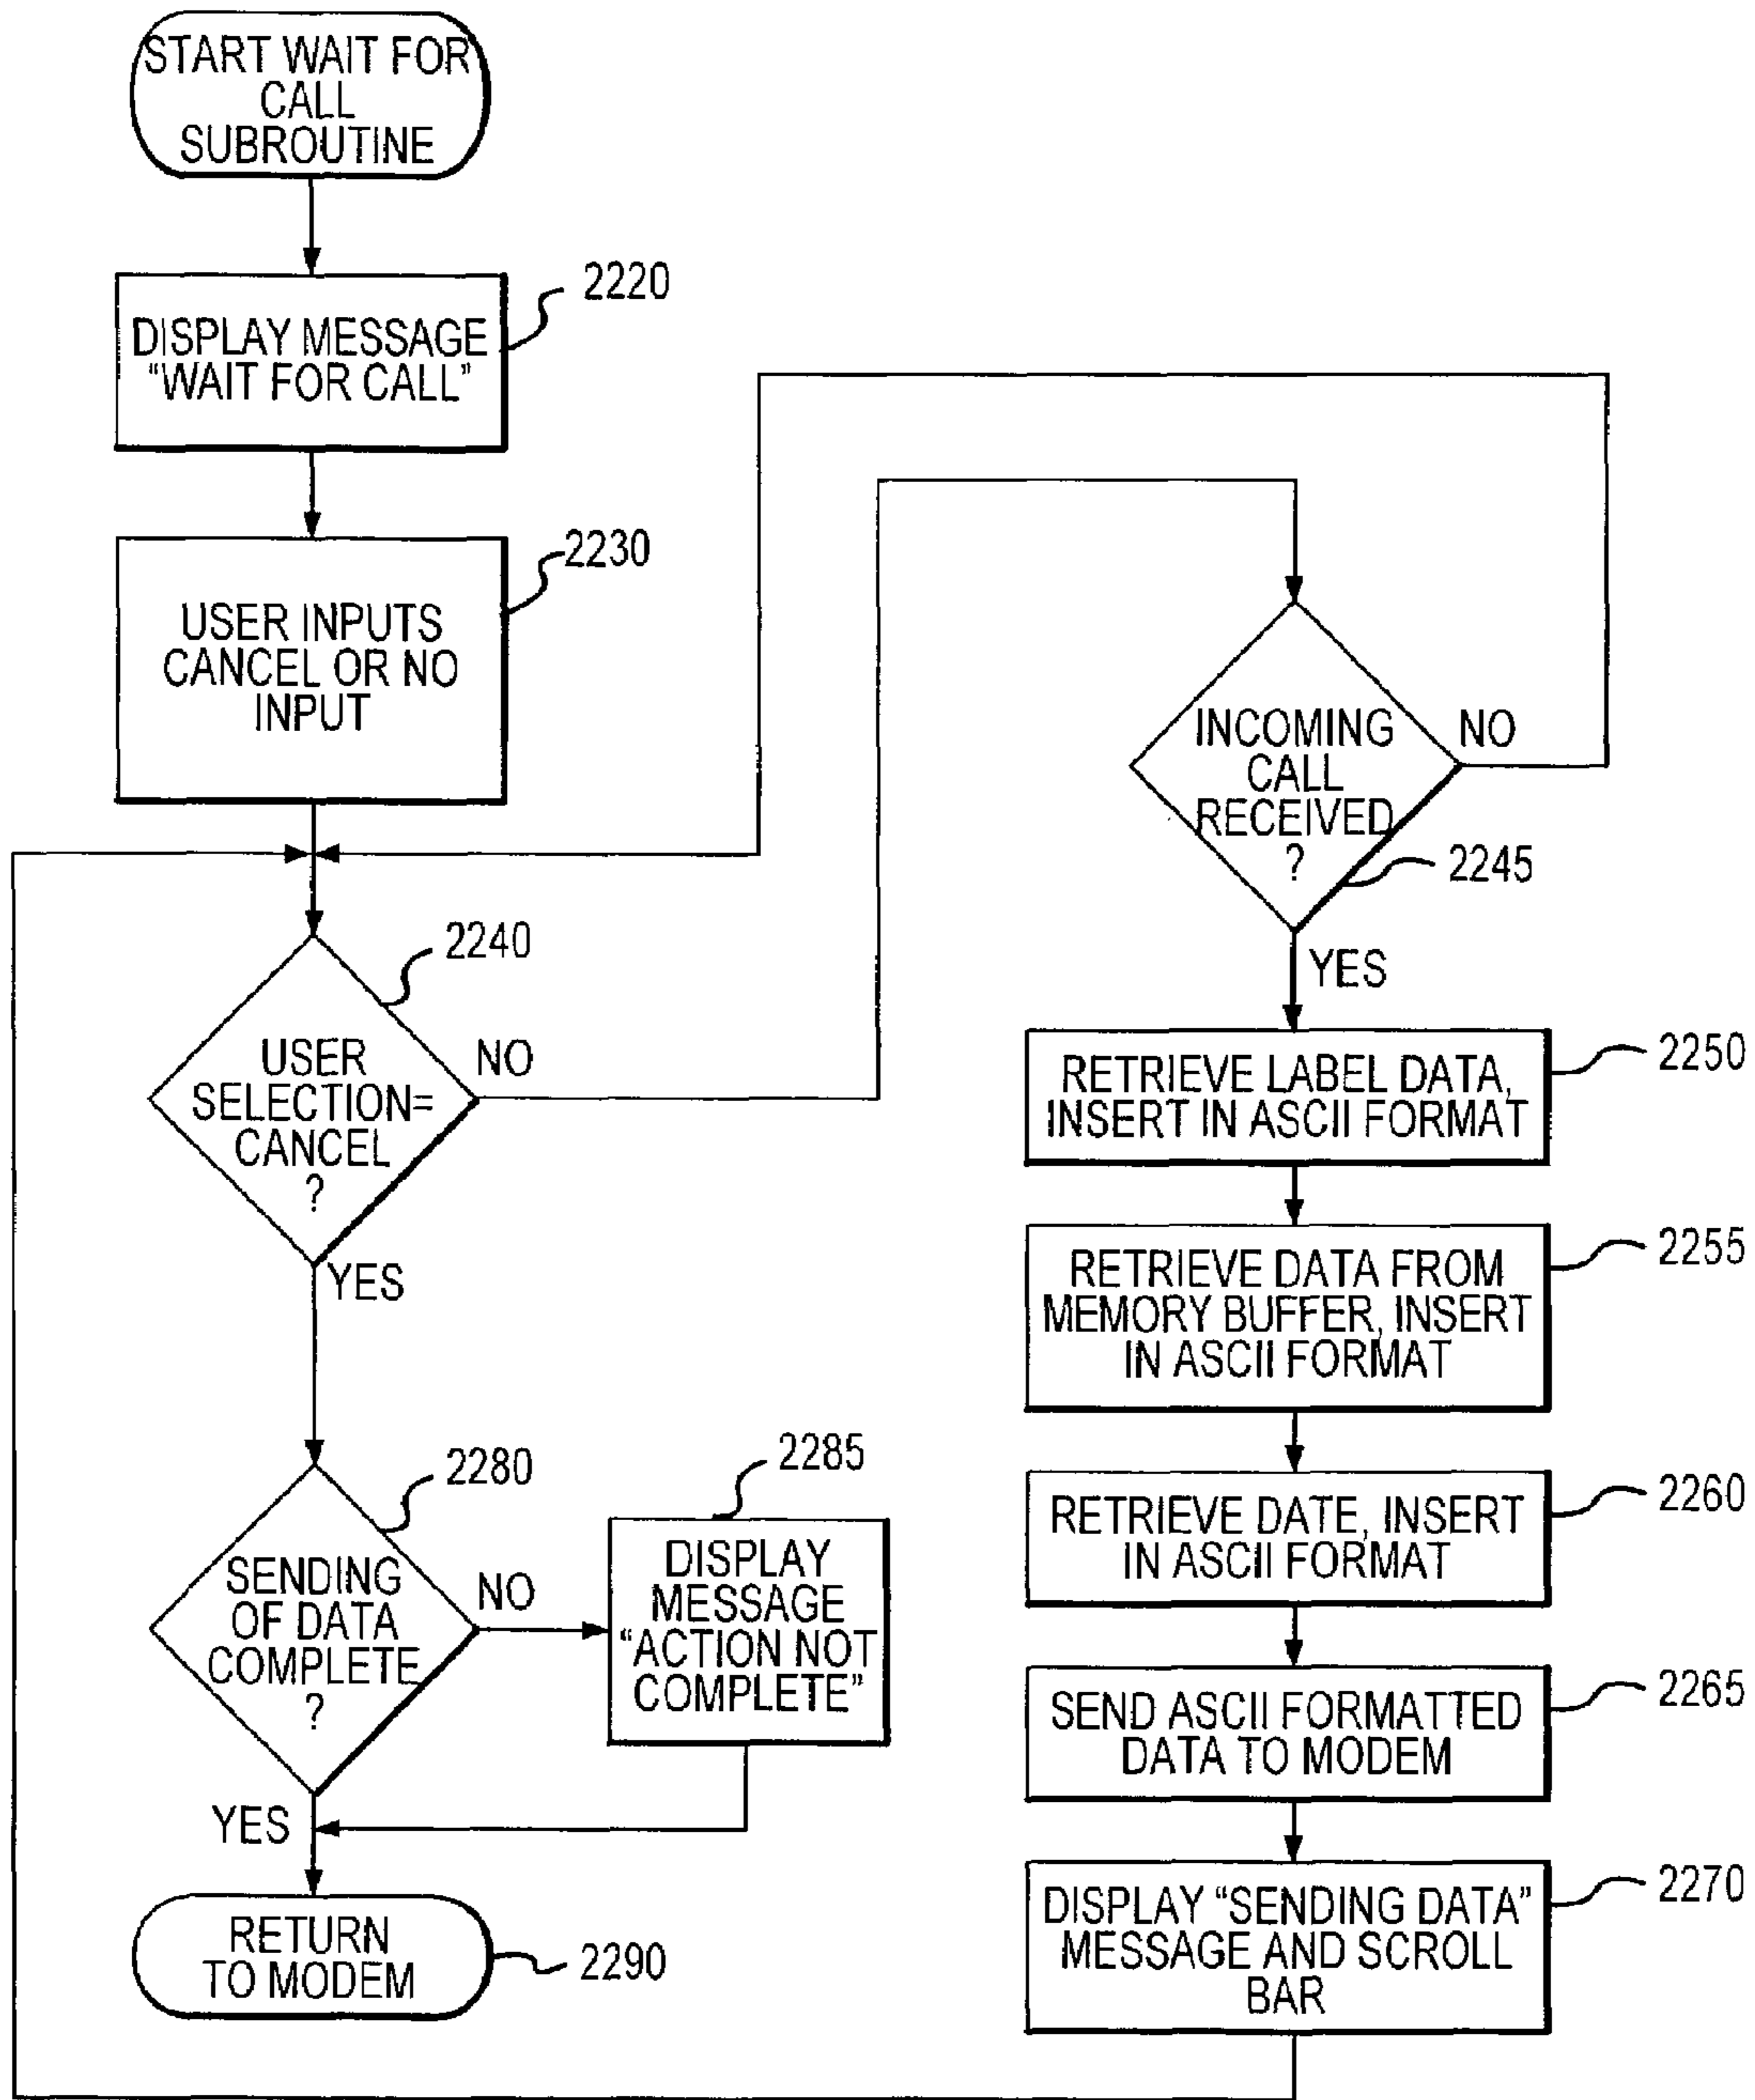 START WAIT FOR
CALL
SUBROUTINE
2220
DISPLAY MESSAGE
“WAIT FOR CALL”
2230
USER INPUTS
CANCEL OR NO
INPUT
2240
USER
SELECTION=
CANCEL
?
NO
YES
INCOMING
CALL
RECEIVED
?
NO
2245
YES
2250
RETRIEVE LABEL DATA,
INSERT IN ASCII FORMAT
2255
RETRIEVE DATA FROM
MEMORY BUFFER, INSERT
IN ASCII FORMAT
2260
RETRIEVE DATE, INSERT
IN ASCII FORMAT
2265
SEND ASCII FORMATTED
DATA TO MODEM
2270
DISPLAY “SENDING DATA”
MESSAGE AND SCROLL
BAR
2280
SENDING
OF DATA
COMPLETE
?
NO
YES
2285
DISPLAY
MESSAGE
“ACTION NOT
COMPLETE”
RETURN
TO MODEM
2290